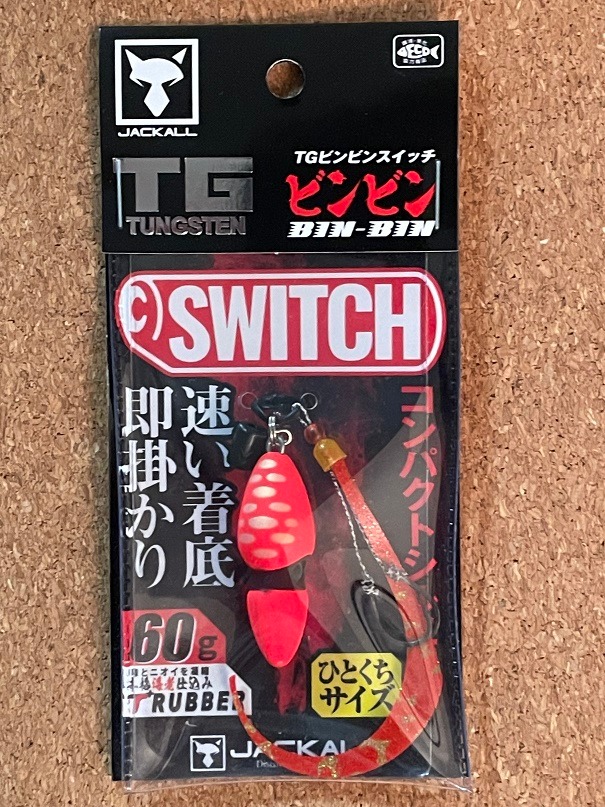 JACKALL
TG
TUNGSTEN
TGビンビンスイッチ
ビンビン
BIN-BIN
SWITCH
速い着底
即掛かり
コンパクトシ
60g
RUBBER
ひとくち
サイズ
JACKALL